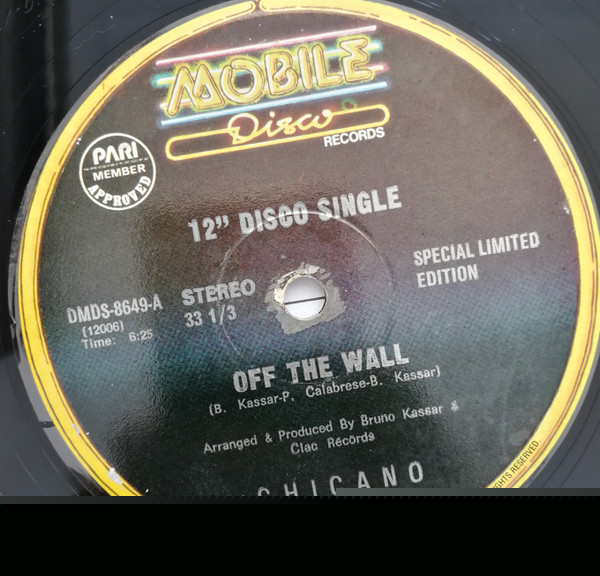 MOBILE
Disco
RECORDS
PARI
MEMBER
APPROVED
12" DISCO SINGLE
SPECIAL LIMITED
EDITION
DMDS-8649-A
(12006)
Time: 6:25
STEREO
33 1/3
OFF THE WALL
(B. Kassar-P. Calabrese-B. Kassar)
Arranged & Produced By Bruno Kassar &
Clac Records
CHICANO
RESERVED.